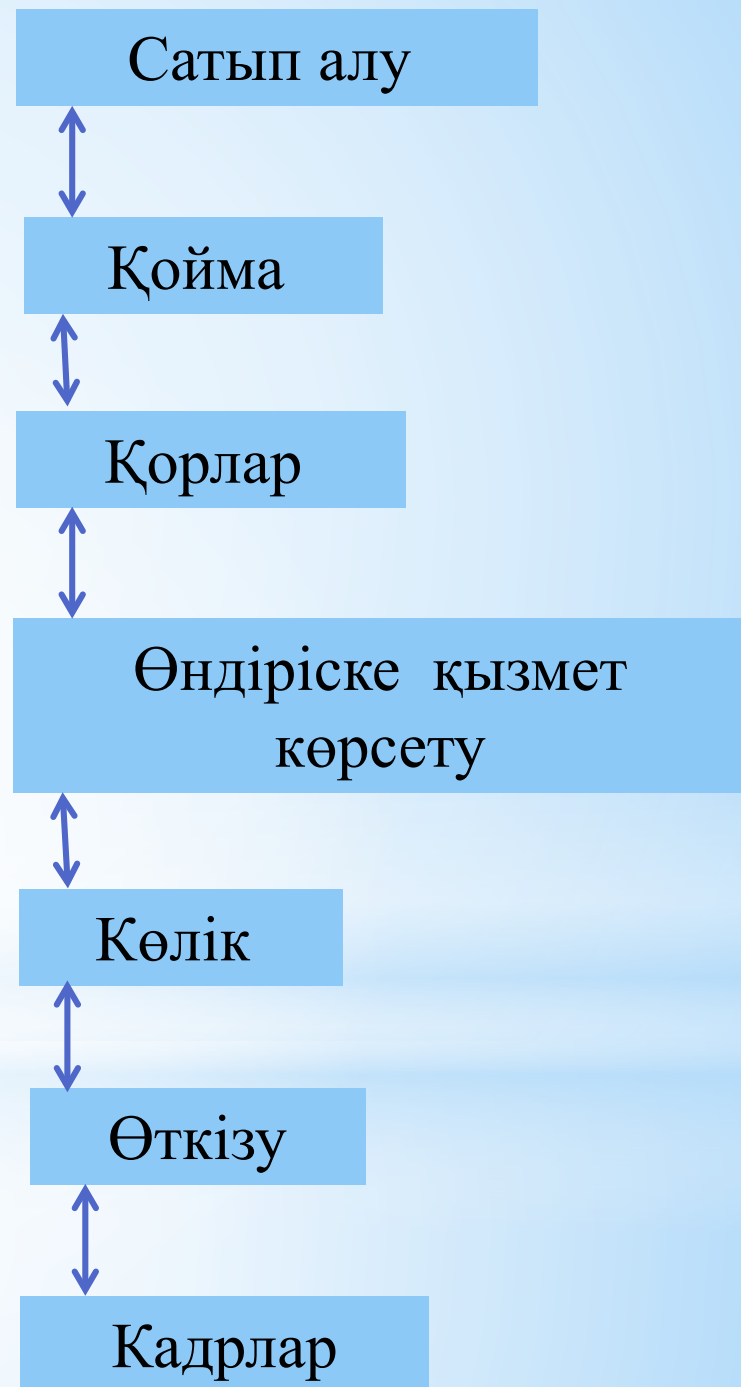 Сатып алу
Қойма
Қорлар
Өндіріске қызмет
көрсету
Көлік
Өткізу
Кадрлар